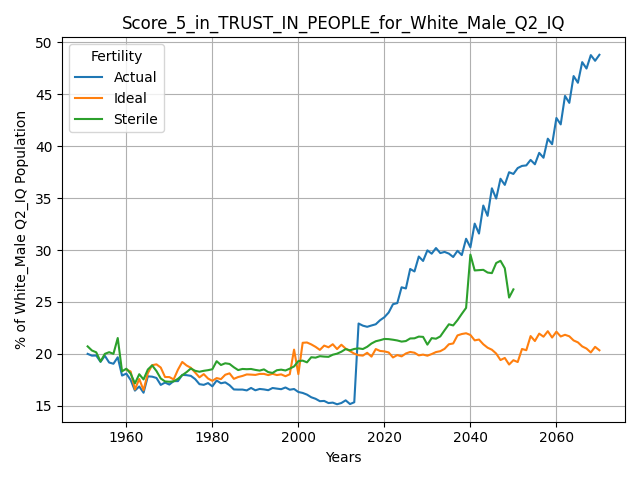 Score_5_in_TRUST_IN_PEOPLE_for_White_Male_Q2_IQ
Fertility
Actual
Ideal
Sterile
% of White_Male Q2_IQ Population
50
45
40
35
30
25
20
15
1960
1980
2000
2020
2040
2060
Years